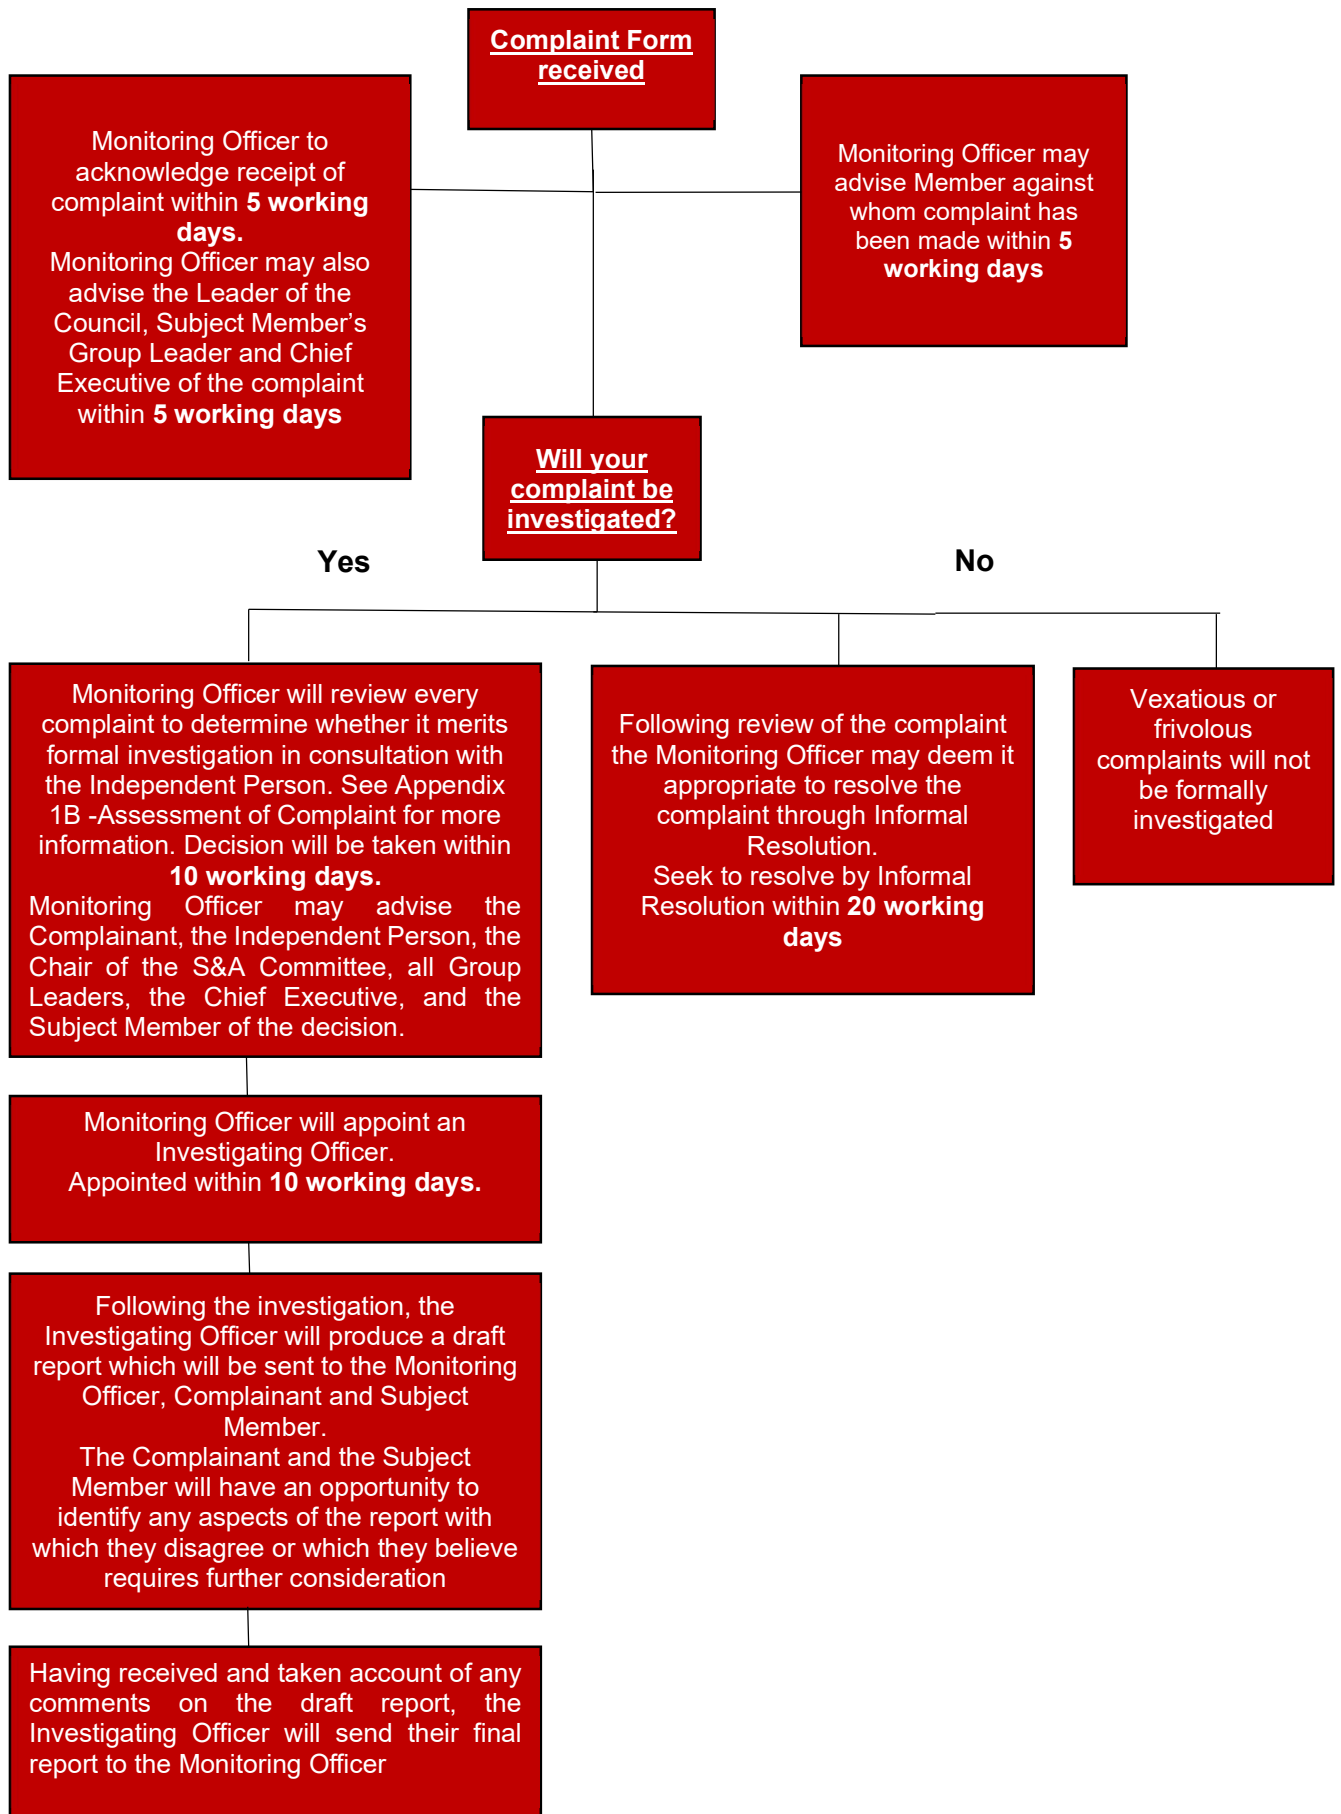 Complaint Form
received
Monitoring Officer to
acknowledge receipt of
complaint within 5 working
days.
Monitoring Officer may also
advise the Leader of the
Council, Subject Member’s
Group Leader and Chief
Executive of the complaint
within 5 working days
Monitoring Officer may
advise Member against
whom complaint has
been made within 5
working days
Will your
complaint be
investigated?
Yes
No
Monitoring Officer will review every
complaint to determine whether it merits
formal investigation in consultation with
the Independent Person. See Appendix
1B -Assessment of Complaint for more
information. Decision will be taken within
10 working days.
Monitoring Officer may advise the
Complainant, the Independent Person, the
Chair of the S&A Committee, all Group
Leaders, the Chief Executive, and the
Subject Member of the decision.
Following review of the complaint
the Monitoring Officer may deem it
appropriate to resolve the
complaint through Informal
Resolution.
Seek to resolve by Informal
Resolution within 20 working
days
Vexatious or
frivolous
complaints will not
be formally
investigated
Monitoring Officer will appoint an
Investigating Officer.
Appointed within 10 working days.
Following the investigation, the
Investigating Officer will produce a draft
report which will be sent to the Monitoring
Officer, Complainant and Subject
Member.
The Complainant and the Subject
Member will have an opportunity to
identify any aspects of the report with
which they disagree or which they believe
requires further consideration
Having received and taken account of any
comments on the draft report, the
Investigating Officer will send their final
report to the Monitoring Officer